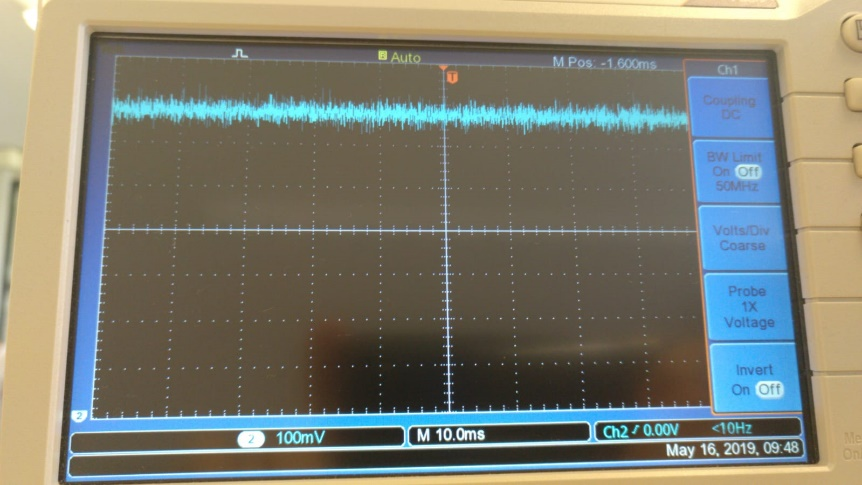 B Auto
M Pos: -1.600ms
T
Ch1
Coupling
DC
BW Limit
On Off
50MHz
Volts/Div
Coarse
Probe
1X
Voltage
Invert
On Off
2
2 100mV
M 10.0ms
Ch2 0.00V <10Hz
May 16, 2019, 09:48